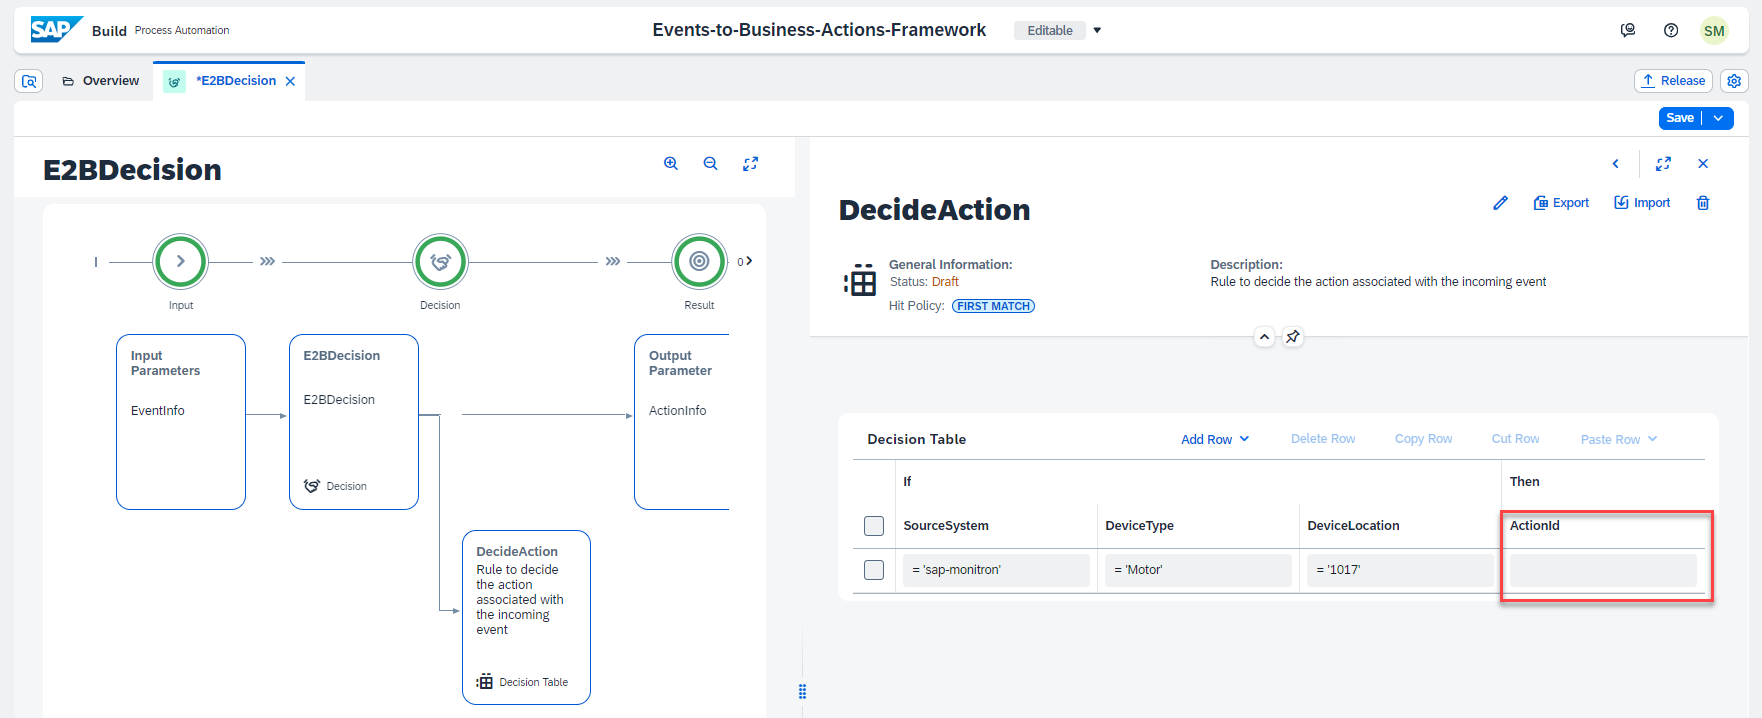 SAP Build Process Automation
Events-to-Business-Actions-Framework
Editable
SM
Overview
*E2BDecision
Release
Save
E2BDecision
I
0
Input
Decision
Result
Input
Parameters
EventInfo
E2BDecision
E2BDecision
Decision
Output
Parameter
ActionInfo
DecideAction
Rule to decide
the action
associated with
the incoming
event
Decision Table
DecideAction
Export
Import
General Information:
Status: Draft
Hit Policy: FIRST MATCH
Description:
Rule to decide the action associated with the incoming event
Decision Table
Add Row
Delete Row
Copy Row
Cut Row
Paste Row
If
Then
SourceSystem
DeviceType
DeviceLocation
ActionId
= 'sap-monitron'
= 'Motor'
= '1017'